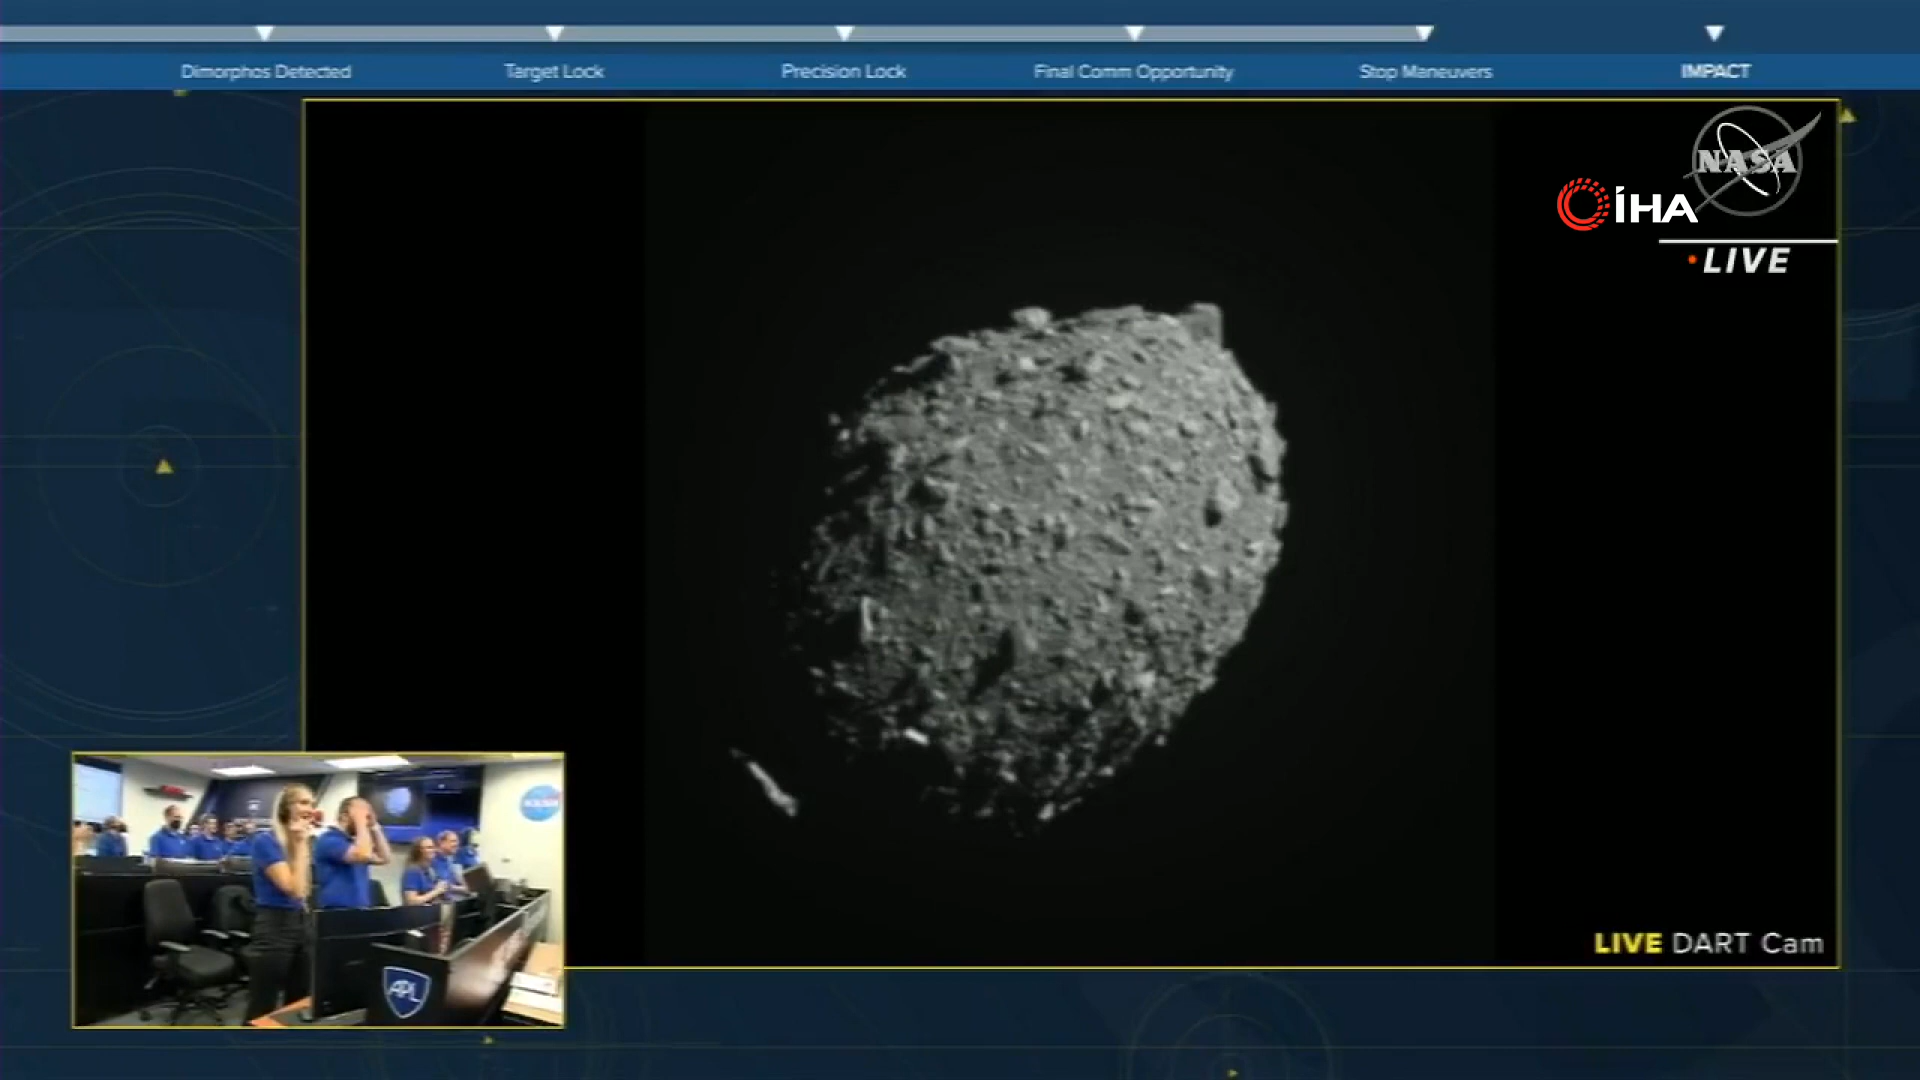 Dimorphos Detected
Target Lock
Precision Lock
Final Comm Opportunity
Stop Maneuvers
IMPACT
NASA
İHA
LIVE
NASA
APL
LIVE DART Cam